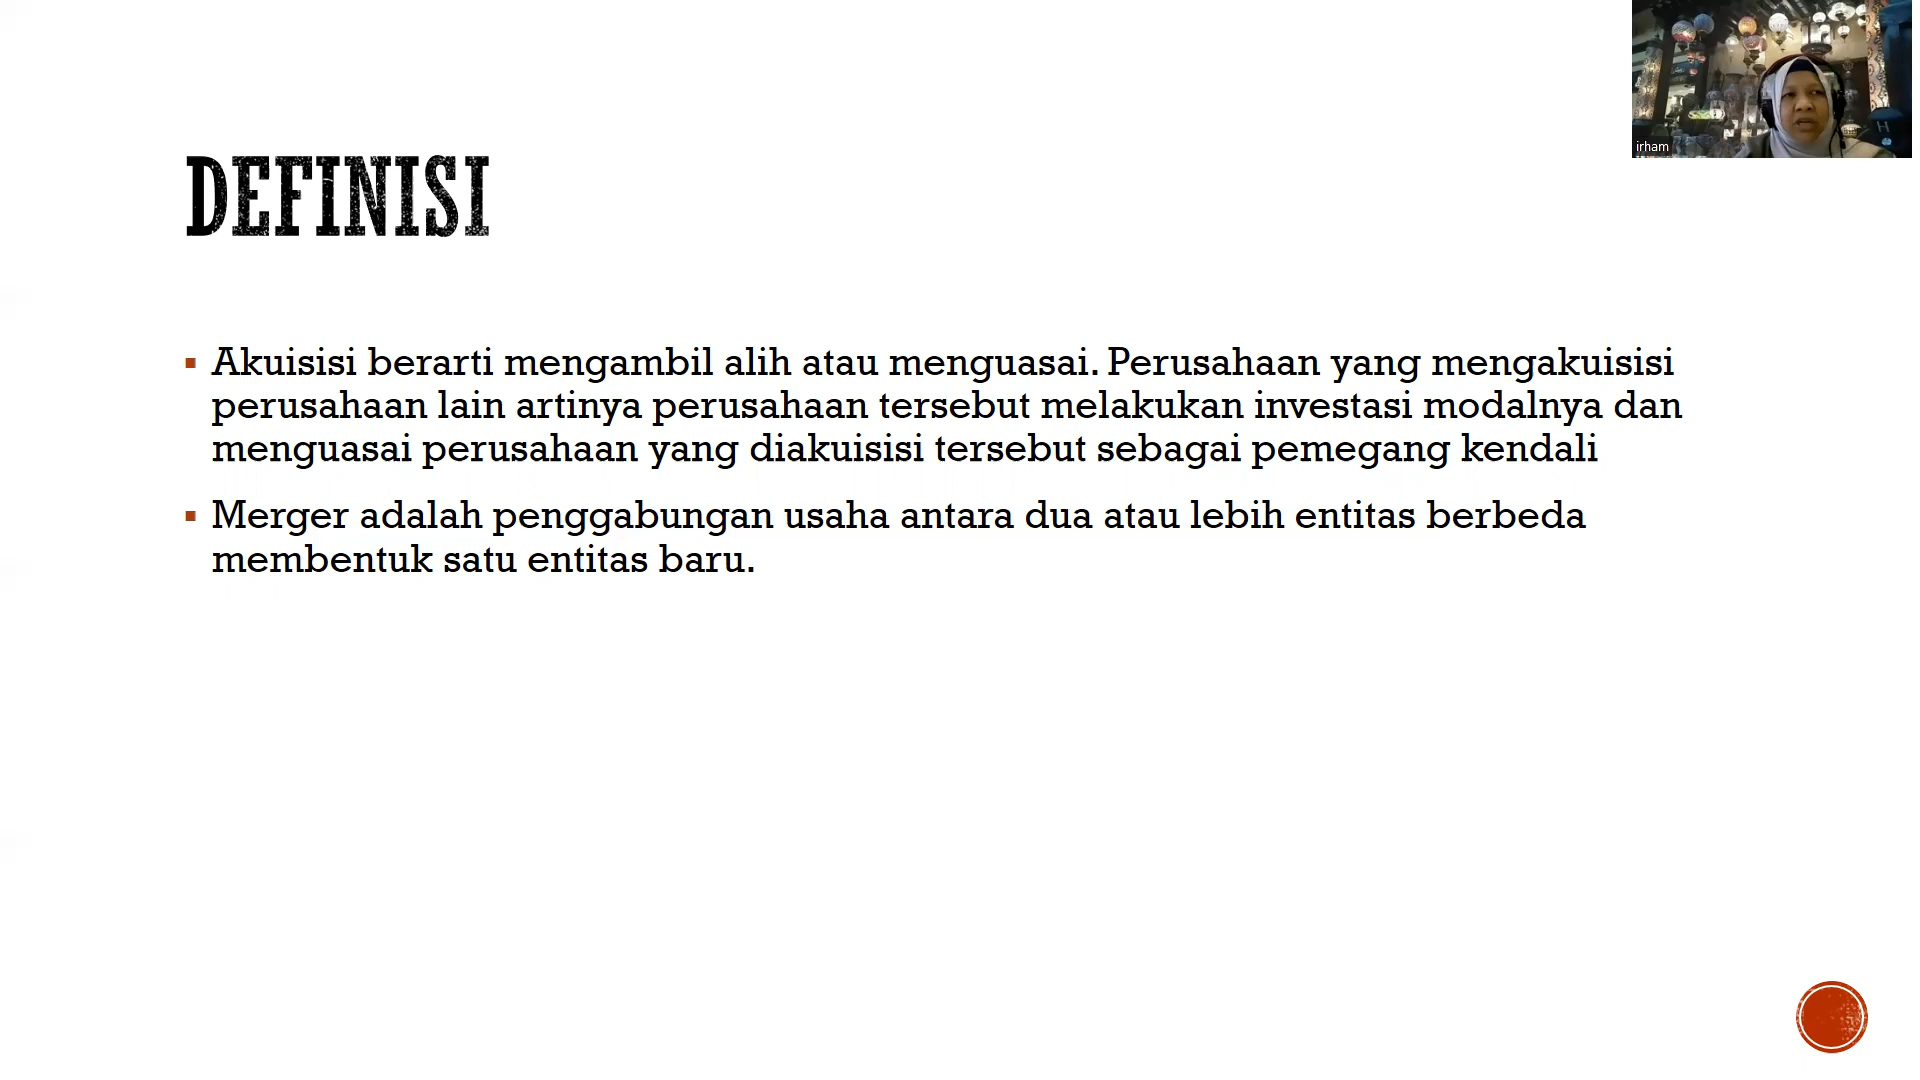 irham
DEFINISI
▪ Akuisisi berarti mengambil alih atau menguasai. Perusahaan yang mengakuisisi
perusahaan lain artinya perusahaan tersebut melakukan investasi modalnya dan
menguasai perusahaan yang diakuisisi tersebut sebagai pemegang kendali
▪ Merger adalah penggabungan usaha antara dua atau lebih entitas berbeda
membentuk satu entitas baru.